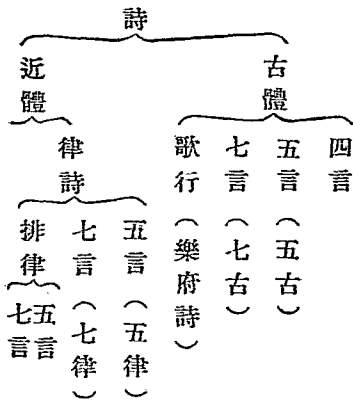 詩
古體
四言
五言（五古）
七言（七古）
歌行（樂府詩）
近體
律詩
五言（五律）
七言（七律）
排律
五言
七言